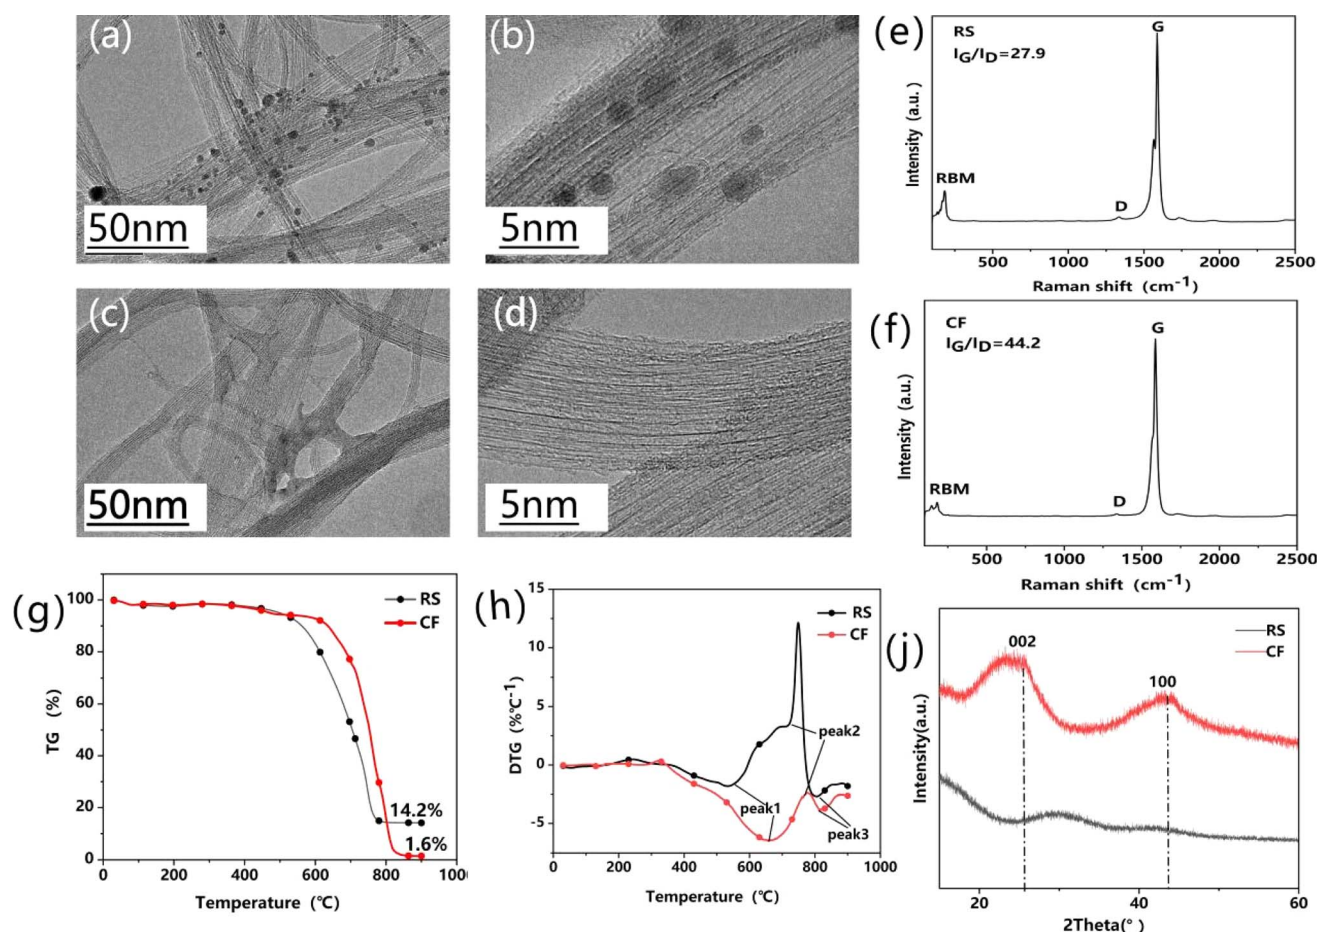 (a)
50nm
(b)
5nm
(e)
RS
I_G/I_D=27.9
G
RBM
D
Intensity (a.u.)
500
1000
1500
2000
2500
Raman shift (cm⁻¹)
(c)
50nm
(d)
5nm
(f)
CF
I_G/I_D=44.2
G
RBM
D
Intensity (a.u.)
500
1000
1500
2000
2500
Raman shift (cm⁻¹)
(g)
100
80
60
40
20
0
TG (%)
RS
CF
14.2%
1.6%
0
200
400
600
800
1000
Temperature (℃)
(h)
15
10
5
0
-5
DTG (%℃⁻¹)
RS
CF
peak2
peak1
peak3
0
200
400
600
800
1000
Temperature (℃)
(j)
RS
CF
002
100
Intensity(a.u.)
20
40
60
2Theta(°)